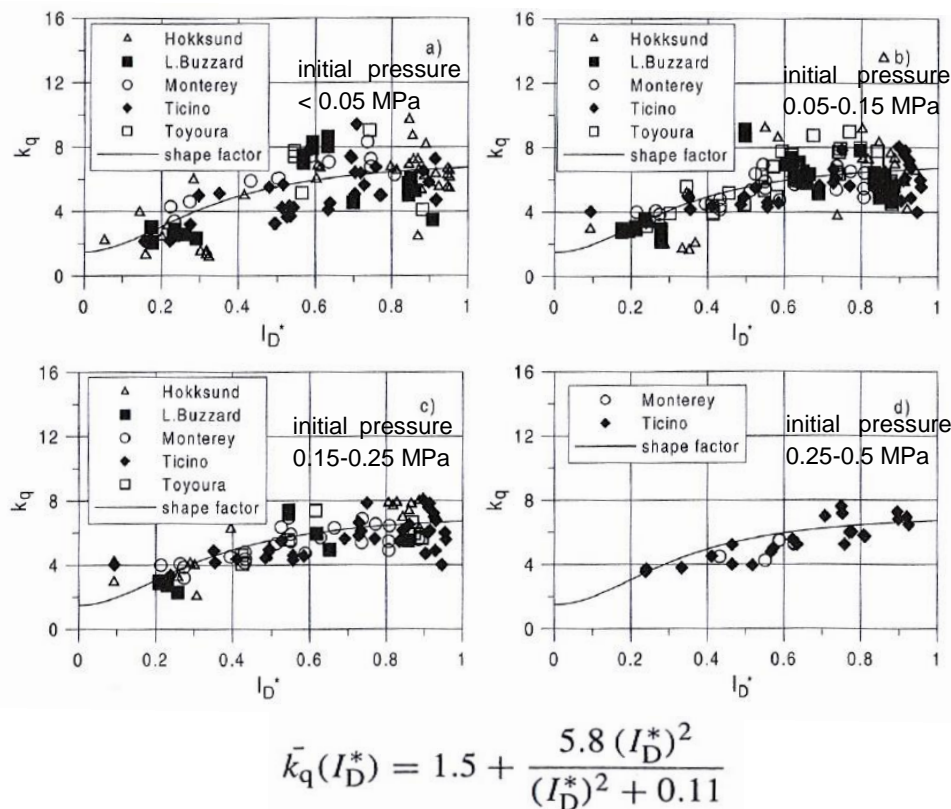 16
12
8
4
0
k_q
△ Hokksund
■ L.Buzzard
○ Monterey
◆ Ticino
□ Toyoura
— shape factor
a)
initial pressure
< 0.05 MPa
0 0.2 0.4 0.6 0.8 1
I_D*
16
12
8
4
0
k_q
△ Hokksund
■ L.Buzzard
○ Monterey
◆ Ticino
□ Toyoura
— shape factor
b)
initial pressure
0.05-0.15 MPa
0 0.2 0.4 0.6 0.8 1
I_D*
16
12
8
4
0
k_q
△ Hokksund
■ L.Buzzard
○ Monterey
◆ Ticino
□ Toyoura
— shape factor
c)
initial pressure
0.15-0.25 MPa
0 0.2 0.4 0.6 0.8 1
I_D*
16
12
8
4
0
k_q
○ Monterey
◆ Ticino
— shape factor
d)
initial pressure
0.25-0.5 MPa
0 0.2 0.4 0.6 0.8 1
I_D*
k̄_q(I_D*) = 1.5 + 5.8 (I_D*)² / ((I_D*)² + 0.11)